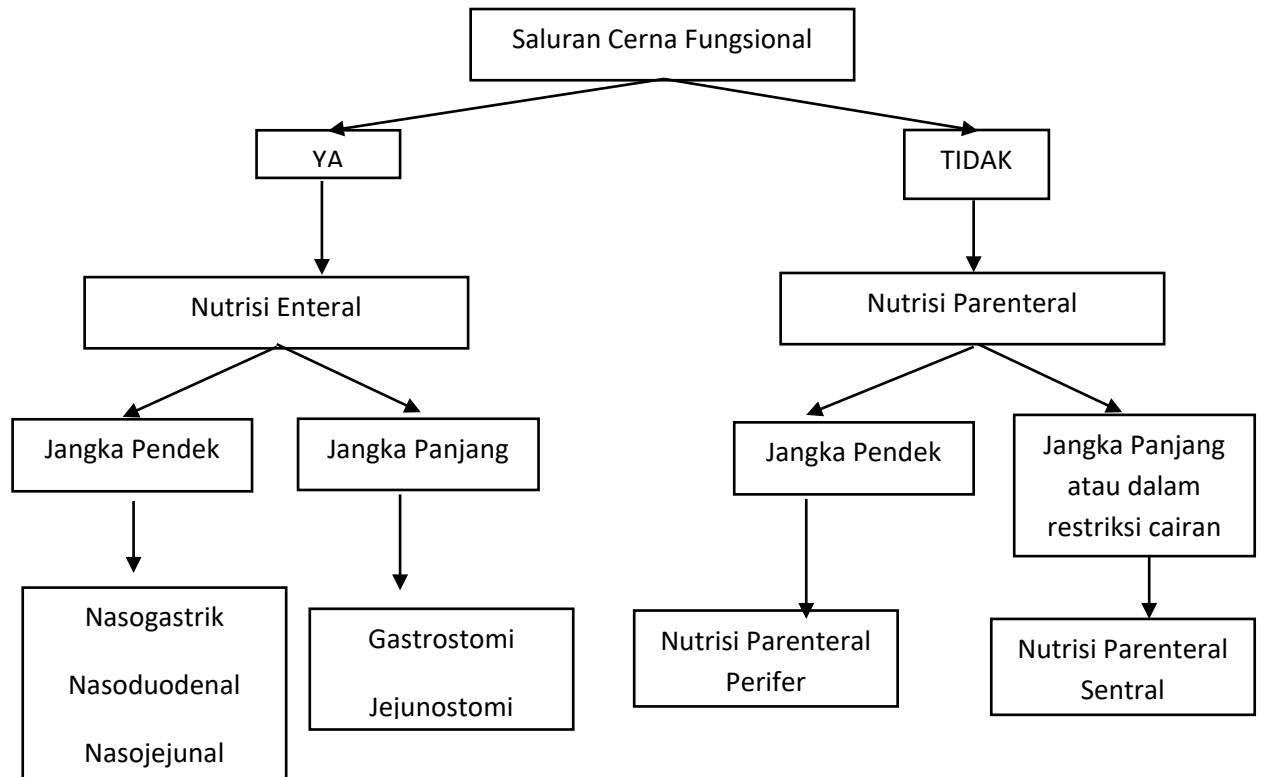 Saluran Cerna Fungsional
YA
TIDAK
Nutrisi Enteral
Nutrisi Parenteral
Jangka Pendek
Jangka Panjang
Jangka Pendek
Jangka Panjang
atau dalam
restriksi cairan
Nasogastrik
Nasoduodenal
Nasojejunal
Gastrostomi
Jejunostomi
Nutrisi Parenteral
Perifer
Nutrisi Parenteral
Sentral